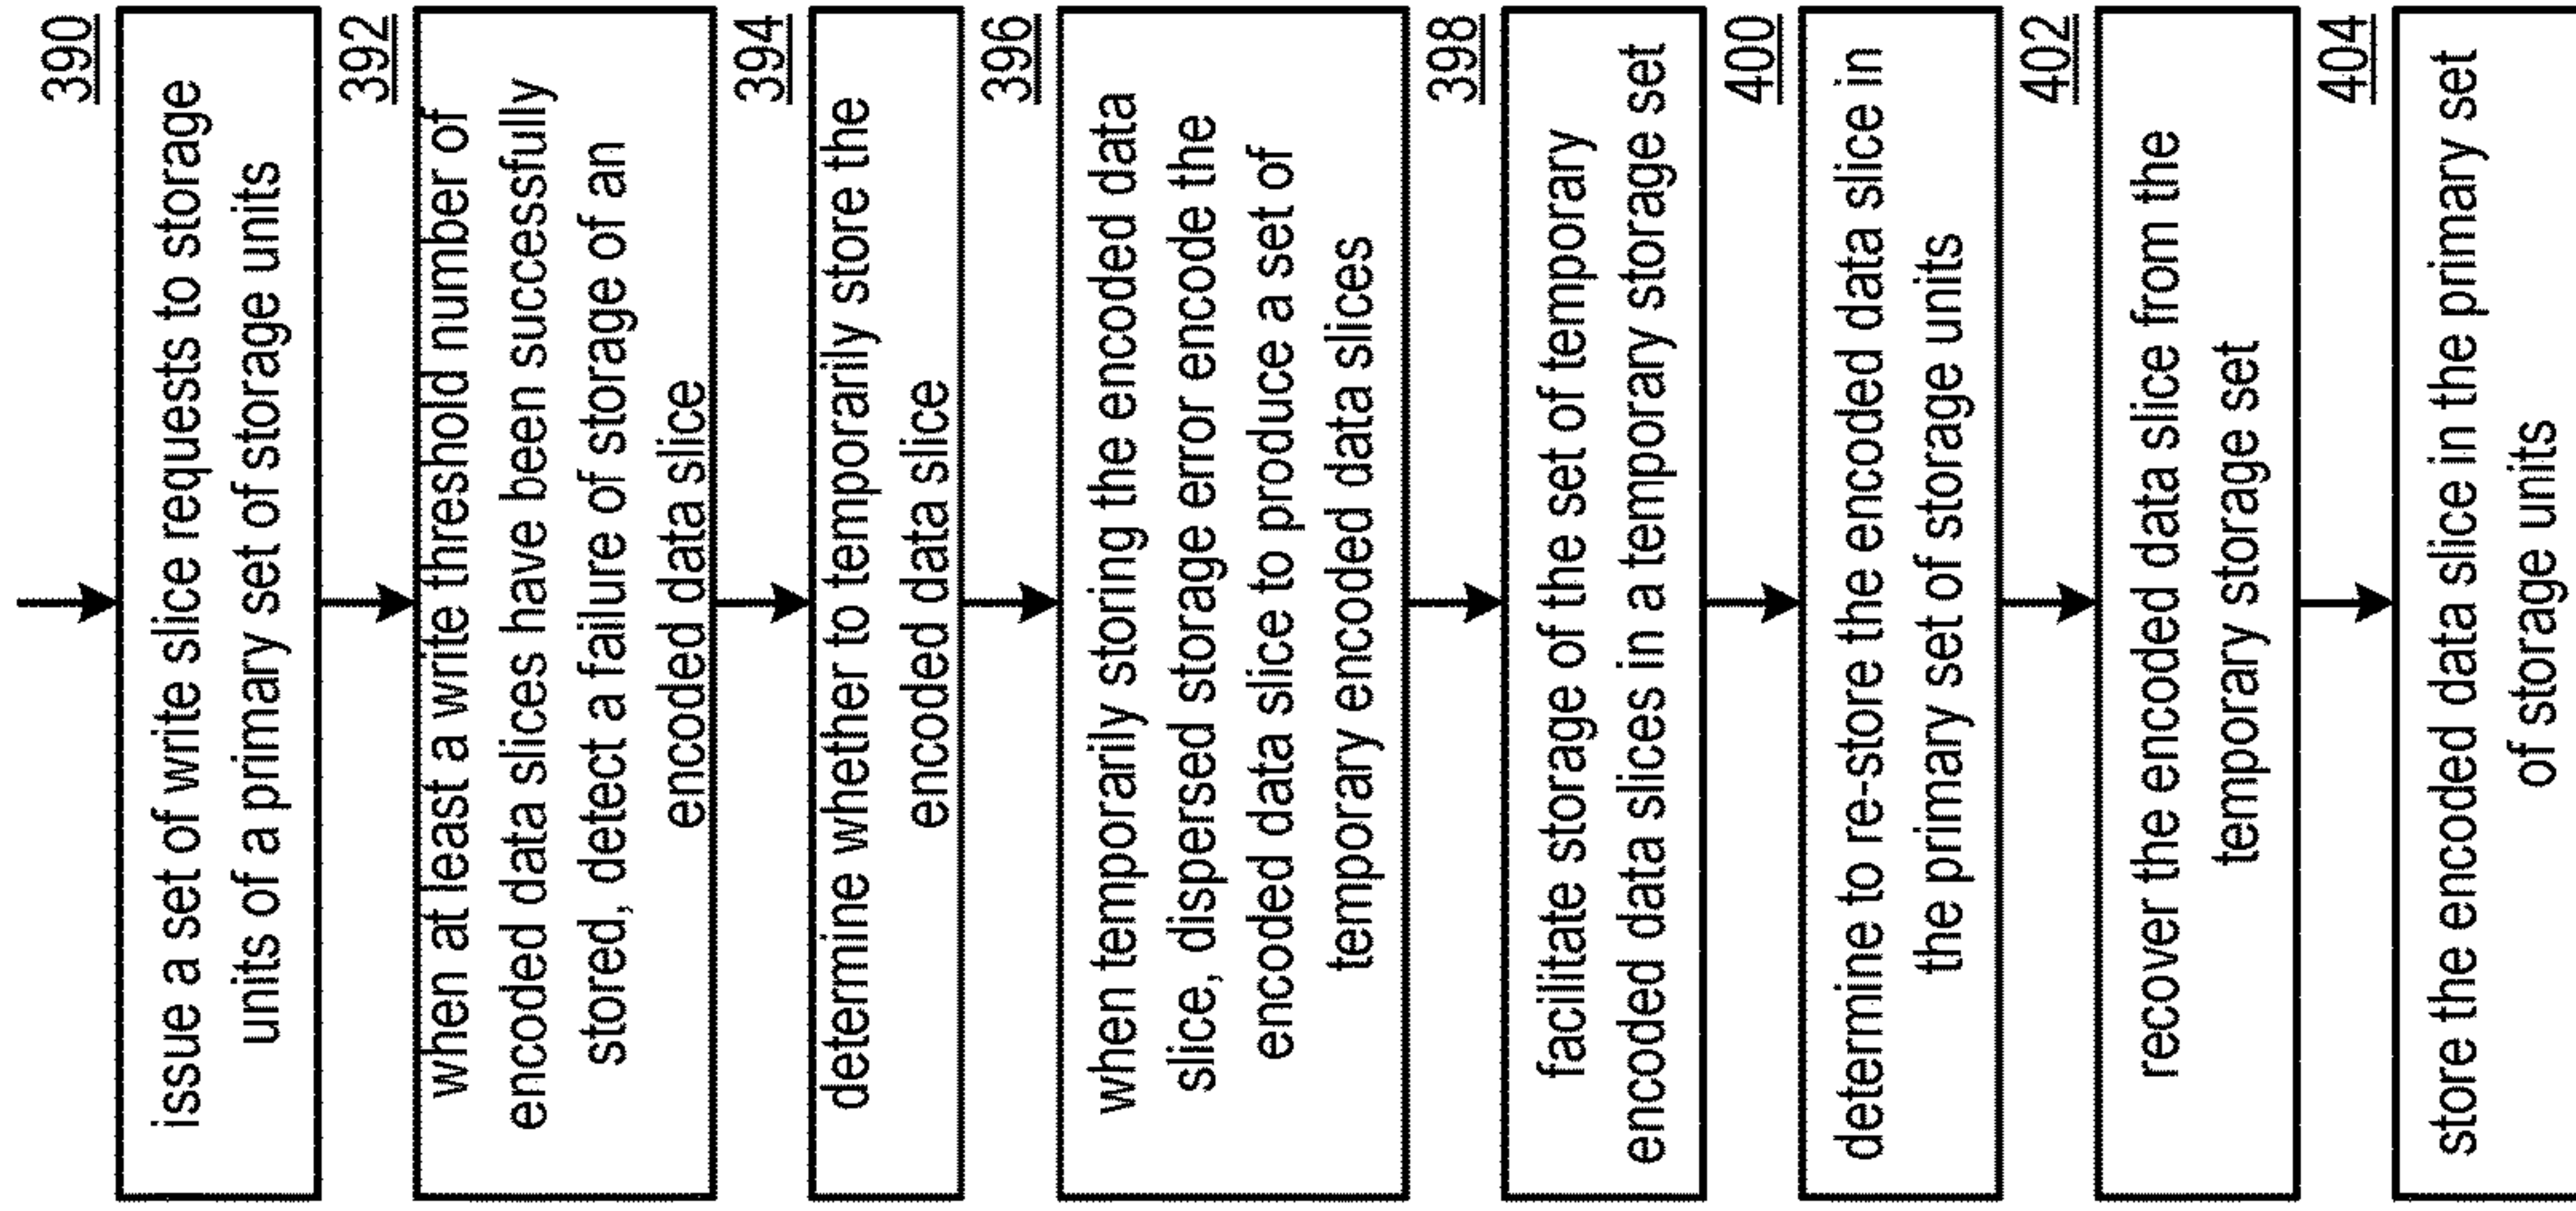 390
issue a set of write slice requests to storage
units of a primary set of storage units
392
when at least a write threshold number of
encoded data slices have been successfully
stored, detect a failure of storage of an
encoded data slice
394
determine whether to temporarily store the
encoded data slice
396
when temporarily storing the encoded data
slice, dispersed storage error encode the
encoded data slice to produce a set of
temporary encoded data slices
398
facilitate storage of the set of temporary
encoded data slices in a temporary storage set
400
determine to re-store the encoded data slice in
the primary set of storage units
402
recover the encoded data slice from the
temporary storage set
404
store the encoded data slice in the primary set
of storage units